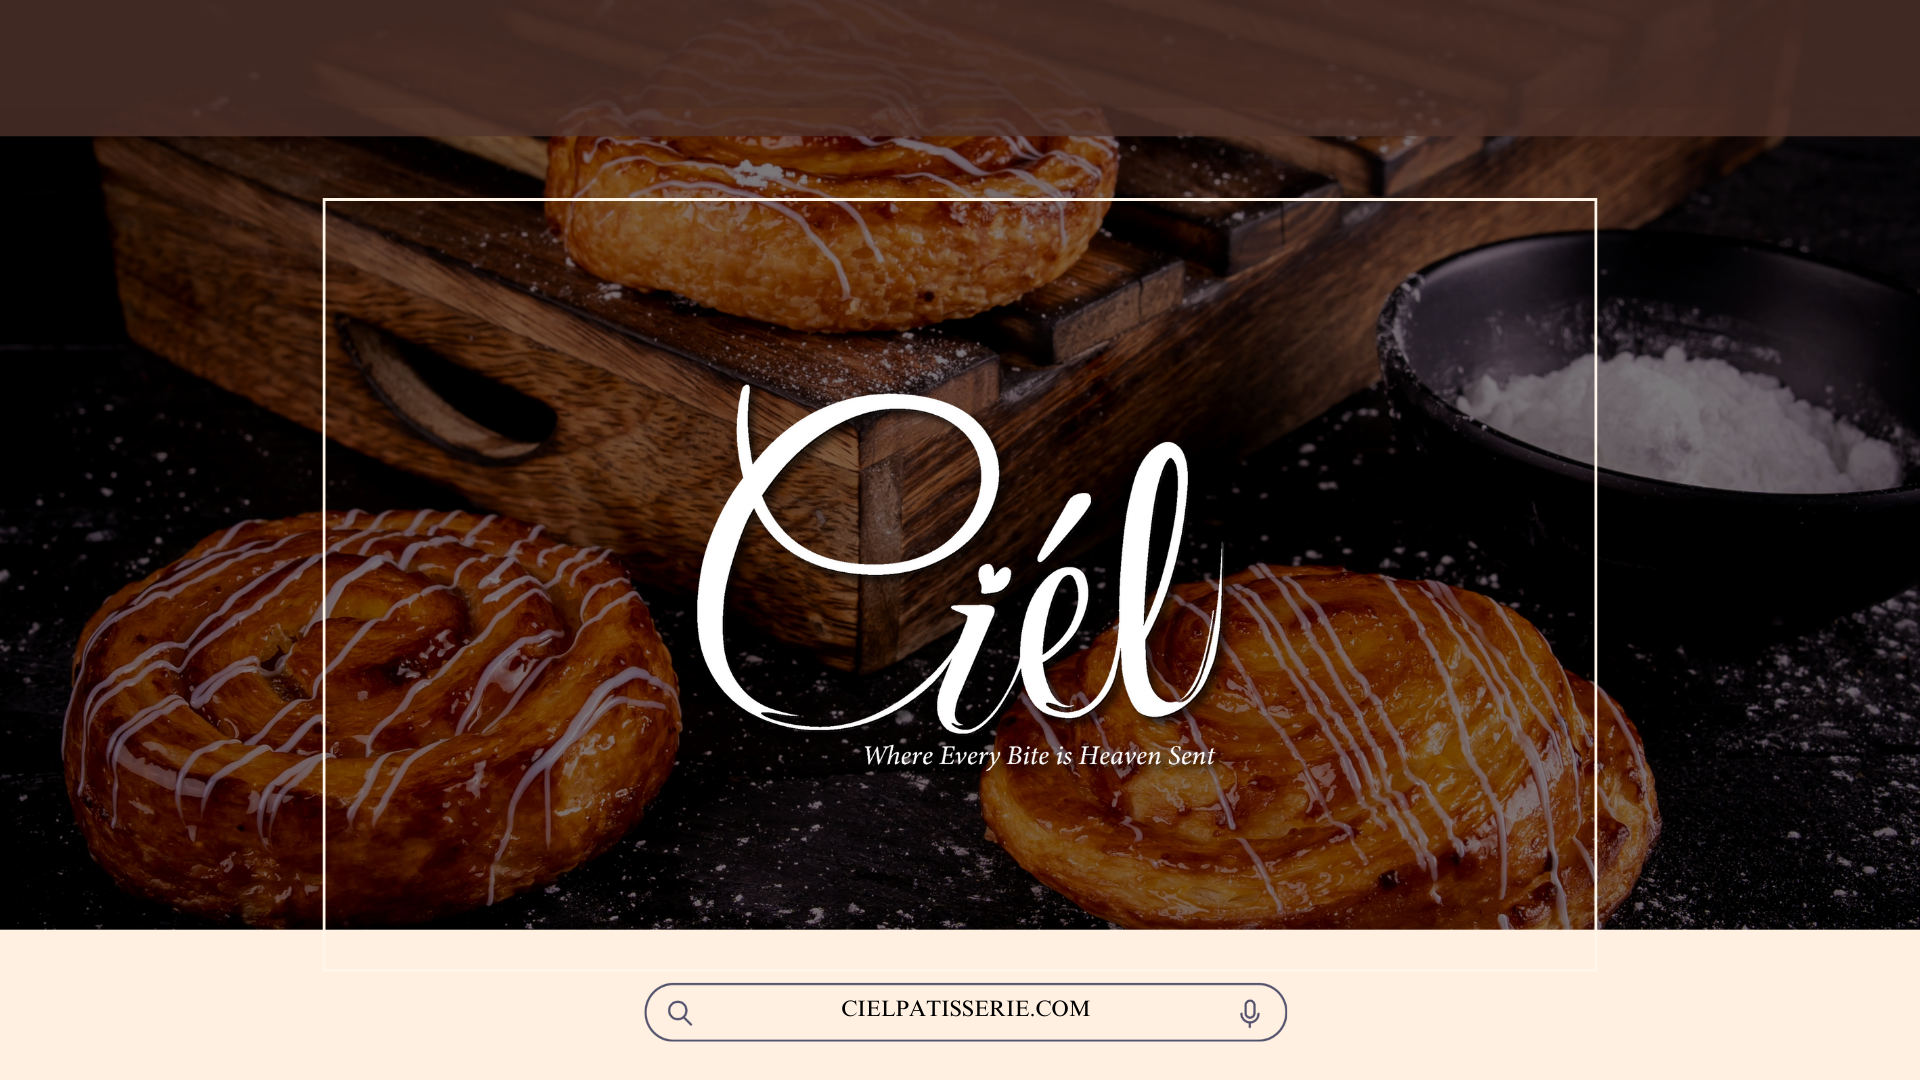 Ciél
Where Every Bite is Heaven Sent
CIELPATISSERIE.COM